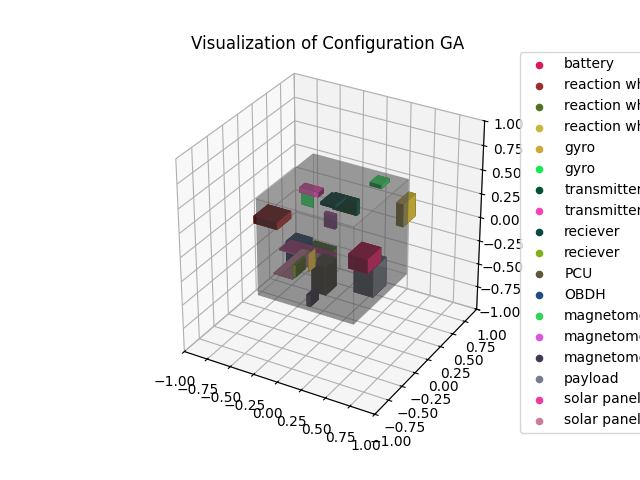 Visualization of Configuration GA
battery
reaction wh
reaction wh
reaction wh
gyro
gyro
transmitter
transmitter
reciever
reciever
PCU
OBDH
magnetome
magnetome
magnetome
payload
solar panel
solar panel
1.00
0.75
0.50
0.25
0.00
−0.25
−0.50
−0.75
−1.00
−1.00
−0.75
−0.50
−0.25
0.00
0.25
0.50
0.75
1.00
1.00
0.75
0.50
0.25
0.00
−0.25
−0.50
−0.75
−1.00